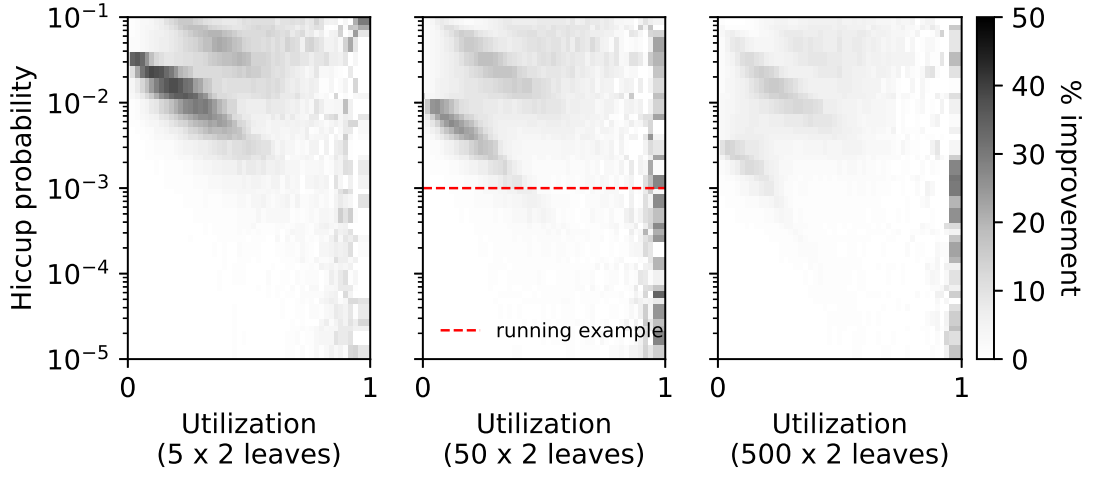 10⁻¹
10⁻²
10⁻³
10⁻⁴
10⁻⁵
Hiccup probability
0 1
Utilization
(5 x 2 leaves)
running example
0 1
Utilization
(50 x 2 leaves)
0 1
Utilization
(500 x 2 leaves)
50
40
30
20
10
0
% improvement